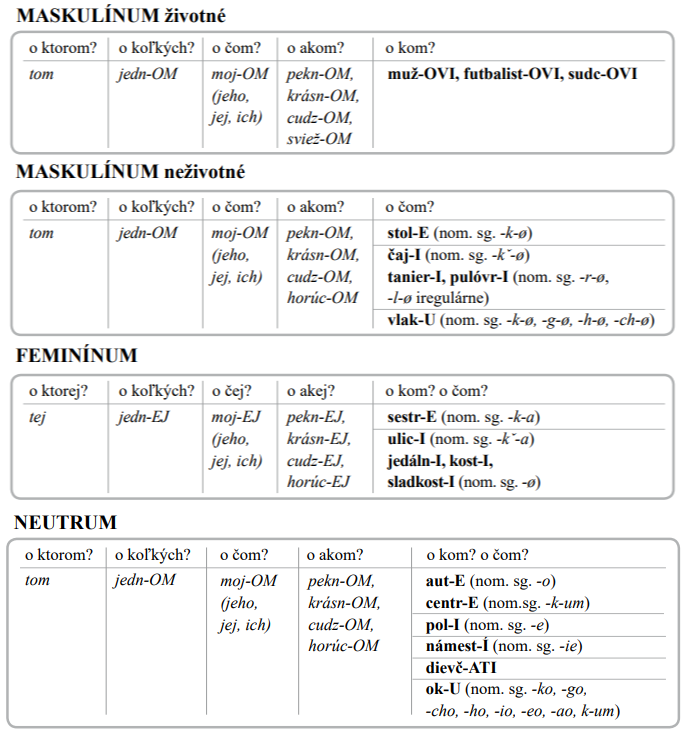 MASKULÍNUM životné
o ktorom? o koľkých? o čom? o akom? o kom?
tom jedn-OM moj-OM pekn-OM, muž-OVI, futbalist-OVI, sudc-OVI
(jeho, krásn-OM,
jej, ich) cudz-OM,
sviež-OM
MASKULÍNUM neživotné
o ktorom? o koľkých? o čom? o akom? o čom?
tom jedn-OM moj-OM pekn-OM, stol-E (nom. sg. -k-ø)
(jeho, krásn-OM, čaj-I (nom. sg. -kˇ-ø)
jej, ich) cudz-OM, tanier-I, pulóvr-I (nom. sg. -r-ø,
horúc-OM -l-ø iregulárne)
vlak-U (nom. sg. -k-ø, -g-ø, -h-ø, -ch-ø)
FEMINÍNUM
o ktorej? o koľkých? o čej? o akej? o kom? o čom?
tej jedn-EJ moj-EJ pekn-EJ, sestr-E (nom. sg. -k-a)
(jeho, krásn-EJ, ulic-I (nom. sg. -kˇ-a)
jej, ich) cudz-EJ, jedáln-I, kost-I,
horúc-EJ sladkost-I (nom. sg. -ø)
NEUTRUM
o ktorom? o koľkých? o čom? o akom? o kom? o čom?
tom jedn-OM moj-OM pekn-OM, aut-E (nom. sg. -o)
(jeho, krásn-OM, centr-E (nom.sg. -k-um)
jej, ich) cudz-OM, pol-I (nom. sg. -e)
horúc-OM námest-Í (nom. sg. -ie)
dievč-ATI
ok-U (nom. sg. -ko, -go,
-cho, -ho, -io, -eo, -ao, k-um)